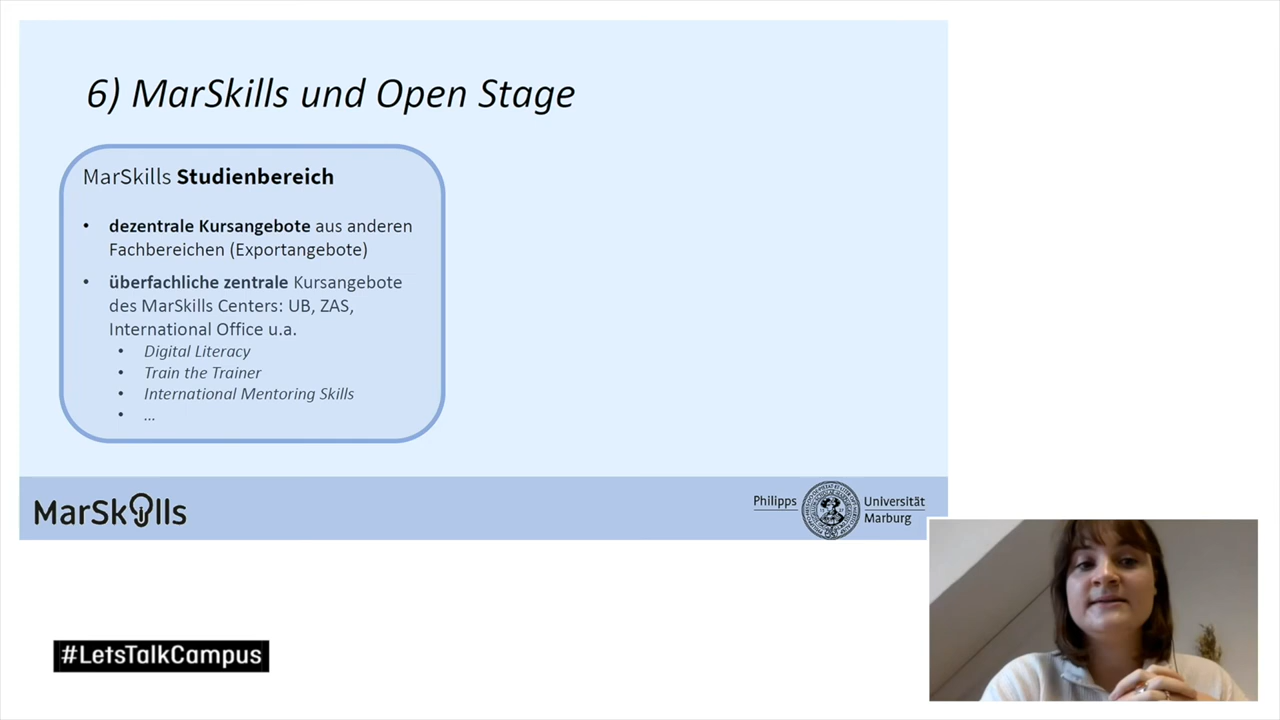 6) MarSkills und Open Stage
MarSkills Studienbereich
• dezentrale Kursangebote aus anderen
Fachbereichen (Exportangebote)
• überfachliche zentrale Kursangebote
des MarSkills Centers: UB, ZAS,
International Office u.a.
• Digital Literacy
• Train the Trainer
• International Mentoring Skills
• ...
MarSkills
Philipps Universität
Marburg
#LetsTalkCampus